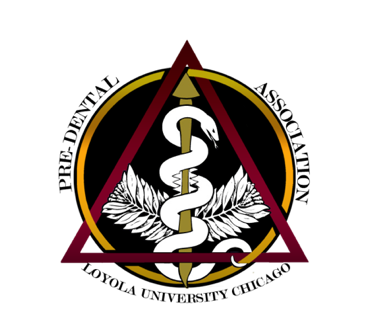 PRE-DENTAL
ASSOCIATION
LOYOLA UNIVERSITY CHICAGO